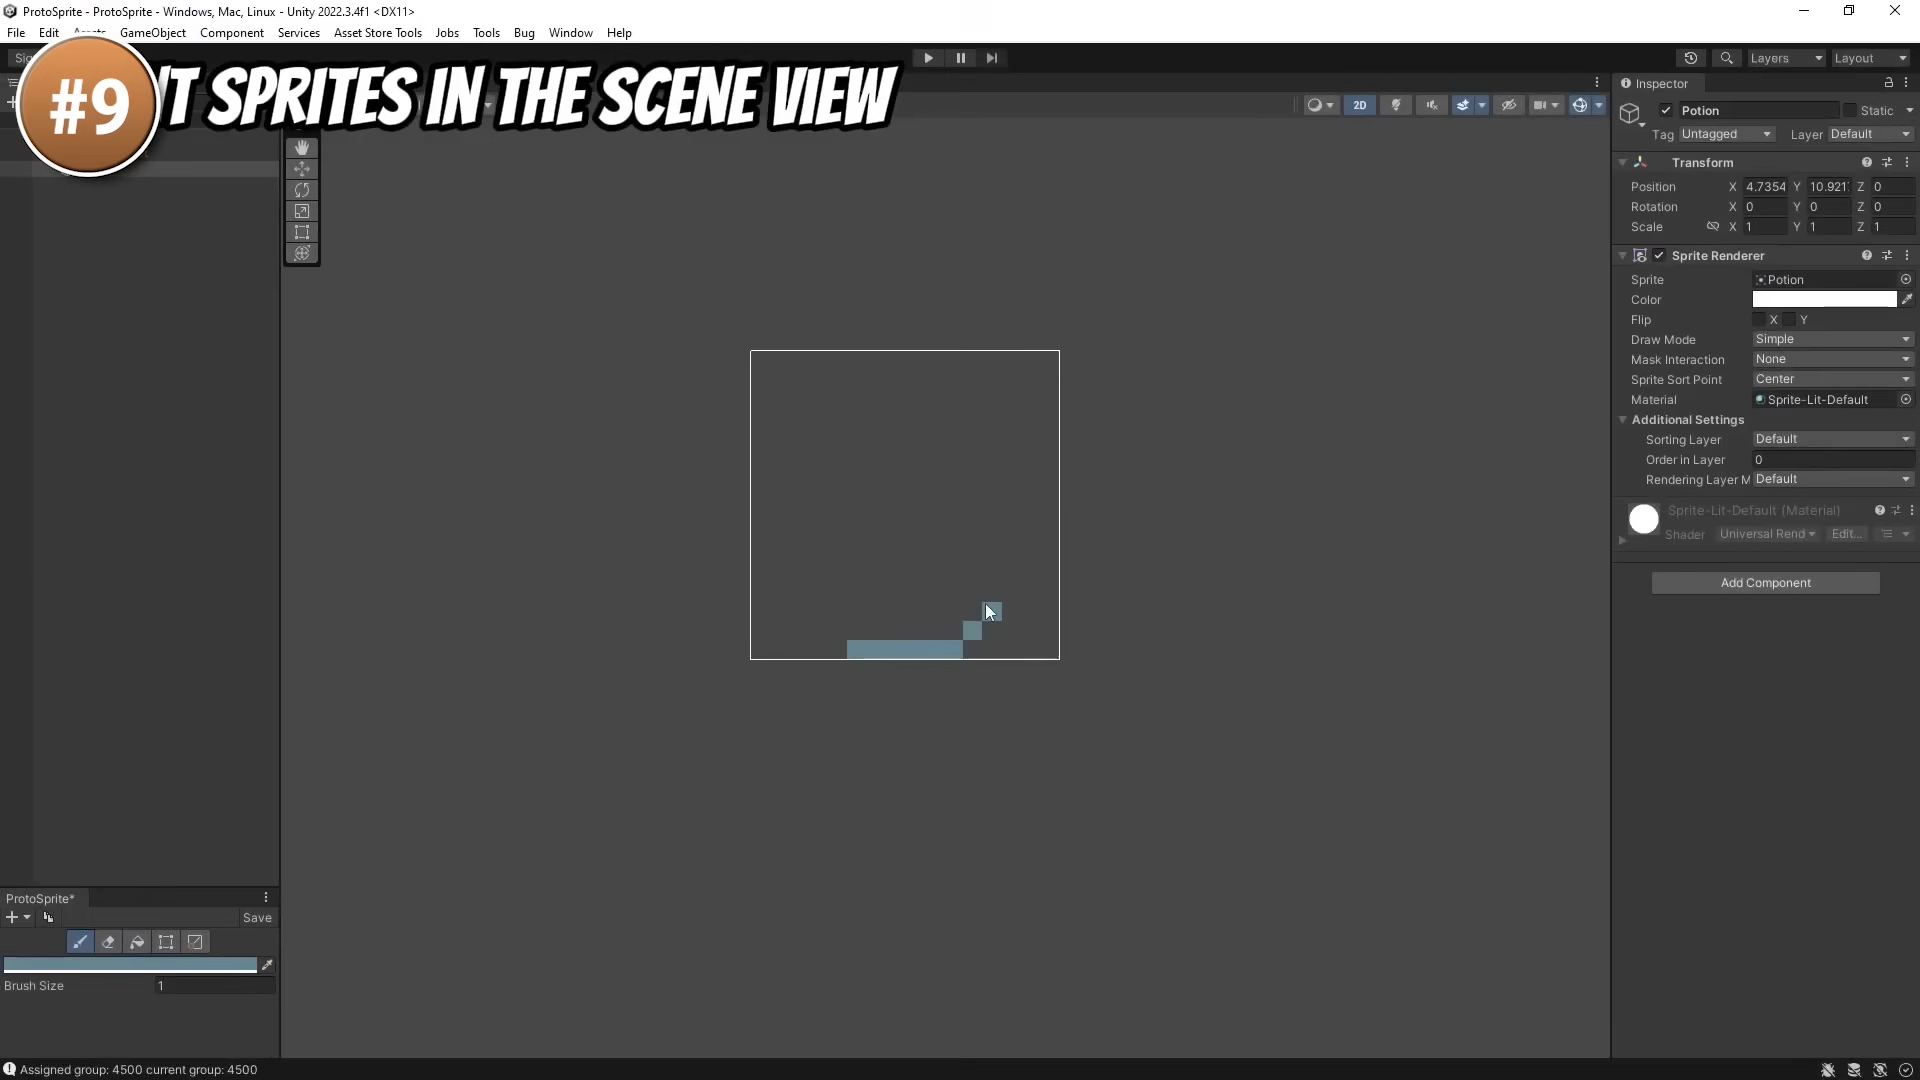 ProtoSprite - ProtoSprite - Windows, Mac, Linux - Unity 2022.3.4f1 <DX11>
File Edit Assets GameObject Component Services Asset Store Tools Jobs Tools Bug Window Help
#9
T SPRITES IN THE SCENE VIEW
Layers
Layout
2D
Inspector
Potion
Static
Tag Untagged
Layer Default
Transform
Position X 4.7354 Y 10.921 Z 0
Rotation X 0 Y 0 Z 0
Scale X 1 Y 1 Z 1
Sprite Renderer
Sprite Potion
Color
Flip X Y
Draw Mode Simple
Mask Interaction None
Sprite Sort Point Center
Material Sprite-Lit-Default
Additional Settings
Sorting Layer Default
Order in Layer 0
Rendering Layer M Default
Sprite-Lit-Default (Material)
Shader Universal Rend Edit...
Add Component
ProtoSprite*
Save
Brush Size 1
Assigned group: 4500 current group: 4500